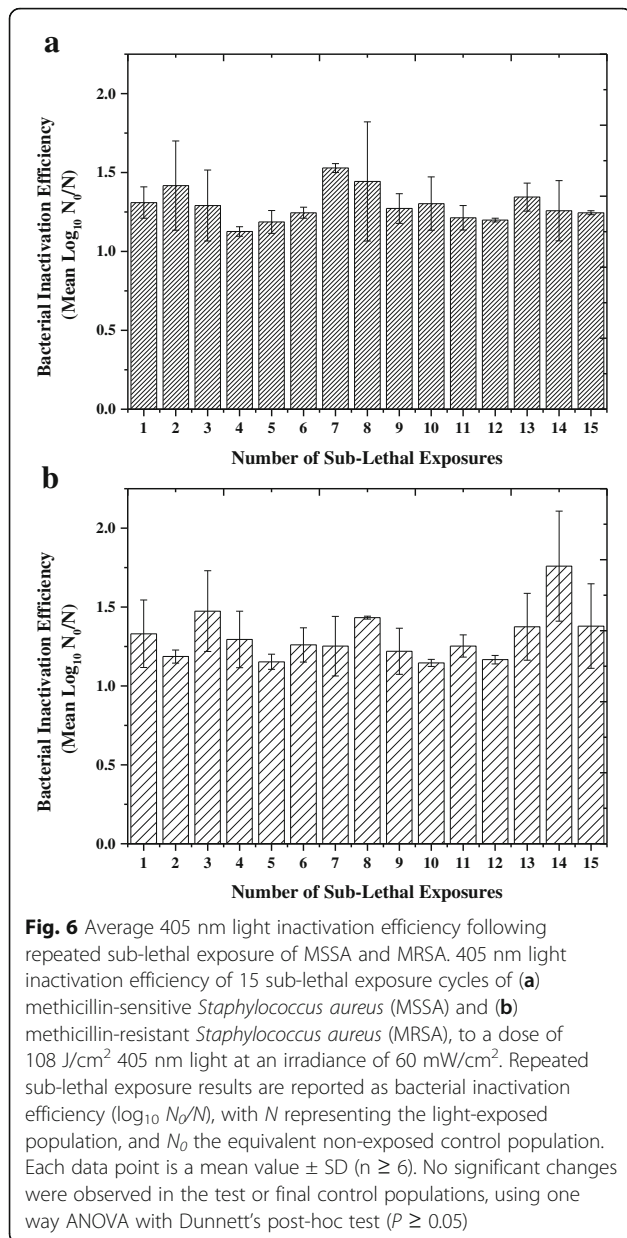 a
2.0
1.5
1.0
0.5
0.0
Bacterial Inactivation Efficiency
(Mean Log10 N0/N)
1 2 3 4 5 6 7 8 9 10 11 12 13 14 15
Number of Sub-Lethal Exposures
b
2.0
1.5
1.0
0.5
0.0
Bacterial Inactivation Efficiency
(Mean Log10 N0/N)
1 2 3 4 5 6 7 8 9 10 11 12 13 14 15
Number of Sub-Lethal Exposures
Fig. 6 Average 405 nm light inactivation efficiency following
repeated sub-lethal exposure of MSSA and MRSA. 405 nm light
inactivation efficiency of 15 sub-lethal exposure cycles of (a)
methicillin-sensitive Staphylococcus aureus (MSSA) and (b)
methicillin-resistant Staphylococcus aureus (MRSA), to a dose of
108 J/cm² 405 nm light at an irradiance of 60 mW/cm². Repeated
sub-lethal exposure results are reported as bacterial inactivation
efficiency (log10 N0/N), with N representing the light-exposed
population, and N0 the equivalent non-exposed control population.
Each data point is a mean value ± SD (n ≥ 6). No significant changes
were observed in the test or final control populations, using one
way ANOVA with Dunnett's post-hoc test (P ≥ 0.05)